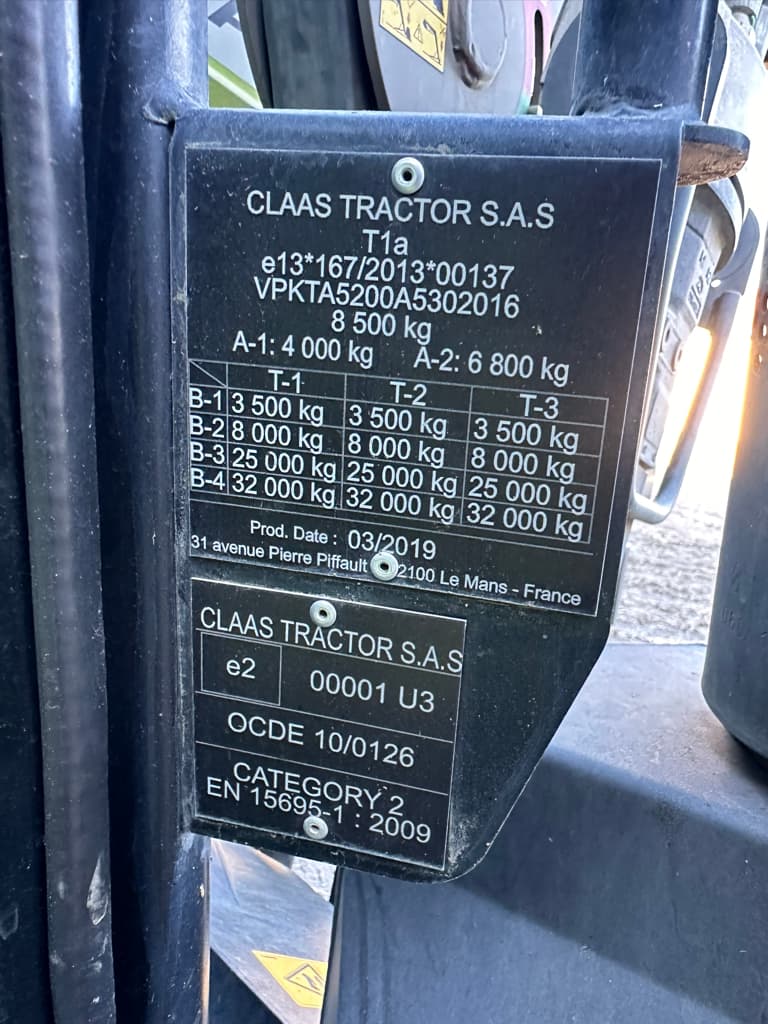 CLAAS TRACTOR S.A.S
T1a
e13*167/2013*00137
VPKTA5200A5302016
8 500 kg
A-1: 4 000 kg A-2: 6 800 kg
T-1 T-2 T-3
B-1 3 500 kg 3 500 kg 3 500 kg
B-2 8 000 kg 8 000 kg 8 000 kg
B-3 25 000 kg 25 000 kg 25 000 kg
B-4 32 000 kg 32 000 kg 32 000 kg
Prod. Date : 03/2019
31 avenue Pierre Piffault 2100 Le Mans - France
CLAAS TRACTOR S.A.S
e2 00001 U3
OCDE 10/0126
CATEGORY 2
EN 15695-1 : 2009